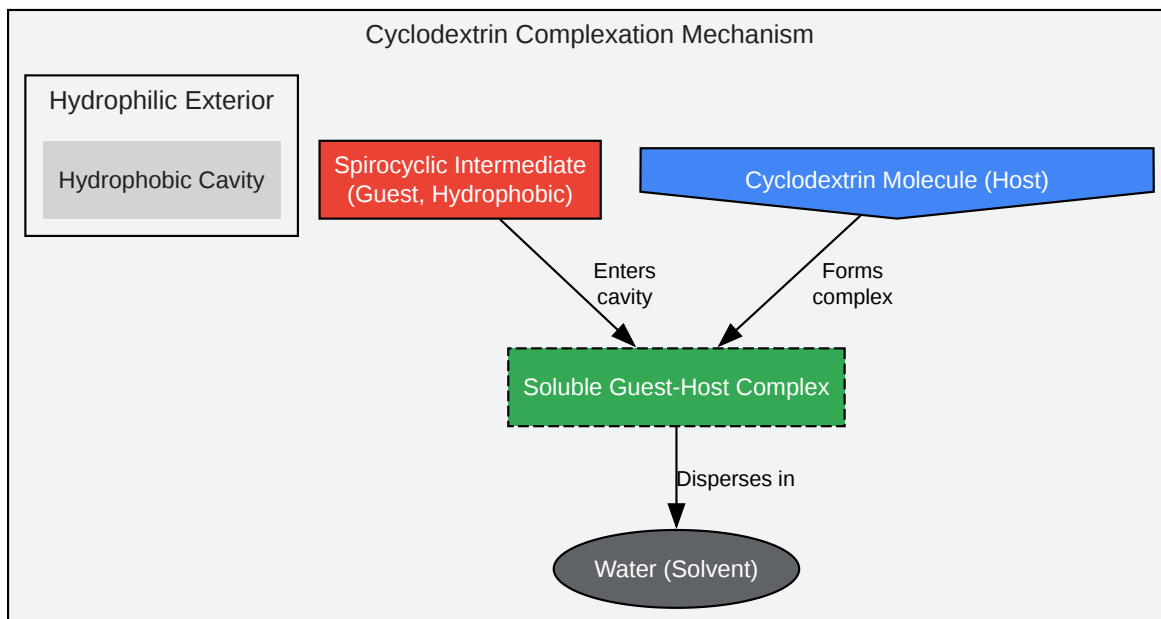 Cyclodextrin Complexation Mechanism
Hydrophilic Exterior
Hydrophobic Cavity
Spirocyclic Intermediate
(Guest, Hydrophobic)
Cyclodextrin Molecule (Host)
Enters
cavity
Forms
complex
Soluble Guest-Host Complex
Disperses in
Water (Solvent)